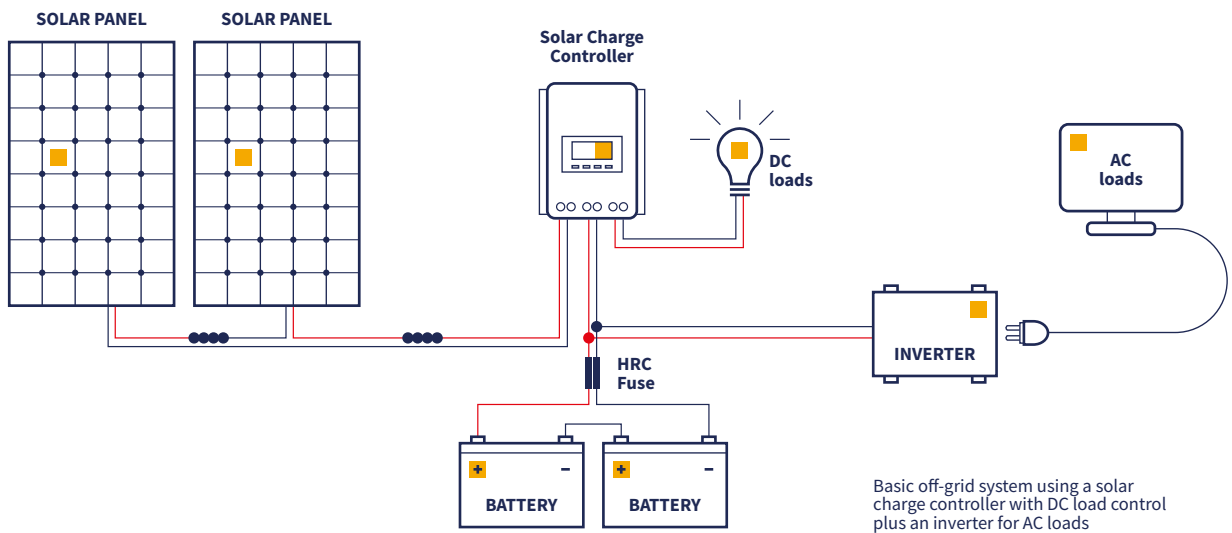 SOLAR PANEL
SOLAR PANEL
Solar Charge
Controller
DC
loads
AC
loads
INVERTER
HRC
Fuse
+
-
+
-
BATTERY
BATTERY
Basic off-grid system using a solar
charge controller with DC load control
plus an inverter for AC loads